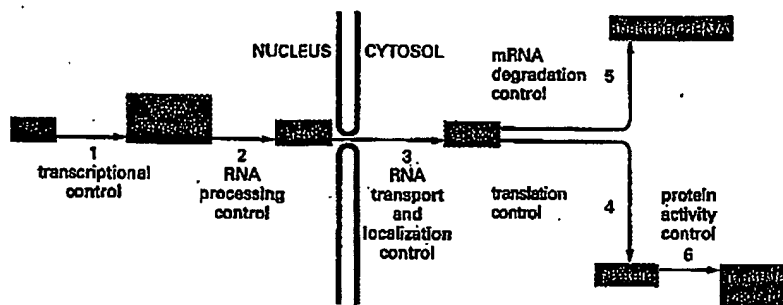 NUCLEUS
CYTOSOL
mRNA
degradation
control
5
1
transcriptional
control
2
RNA
processing
control
3
RNA
transport
and
localization
control
translation
control
4
protein
activity
control
6
protein